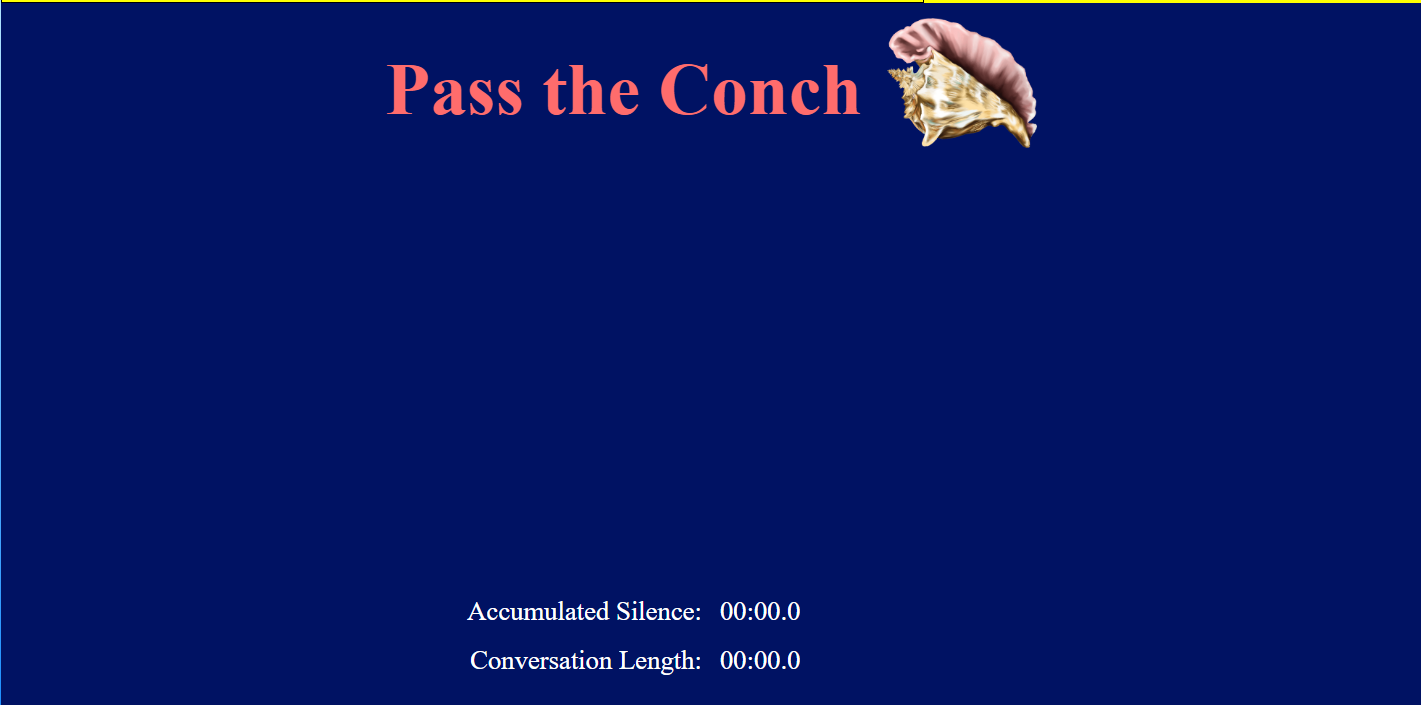 Pass the Conch
Accumulated Silence: 00:00.0
Conversation Length: 00:00.0